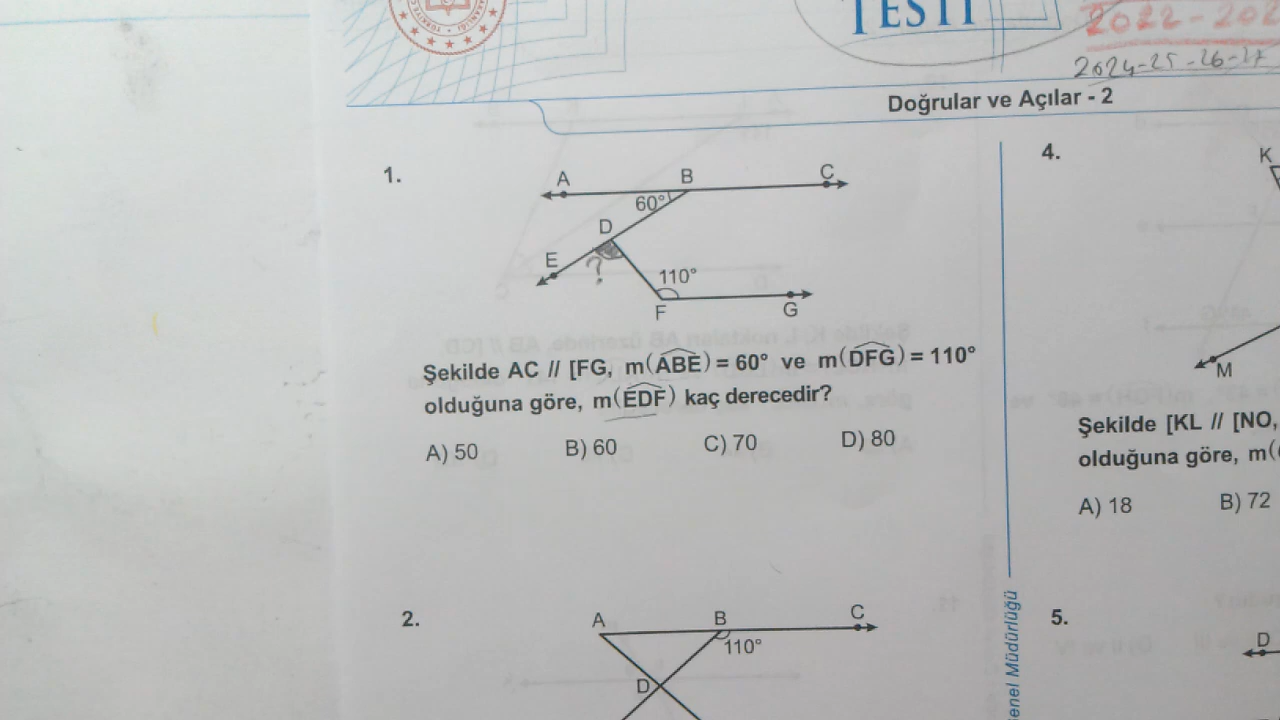 TESTİ
2022-202
2024-25-26-27
Doğrular ve Açılar - 2
1.
A
B
C
60°
D
E
?
110°
F
G
Şekilde AC // [FG, m(ABE) = 60° ve m(DFG) = 110°
olduğuna göre, m(EDF) kaç derecedir?
A) 50 B) 60 C) 70 D) 80
2.
A
B
C
110°
D
4.
K
M
Şekilde [KL // [NO,
olduğuna göre, m(
A) 18 B) 72
5.
D
enel Müdürlüğü